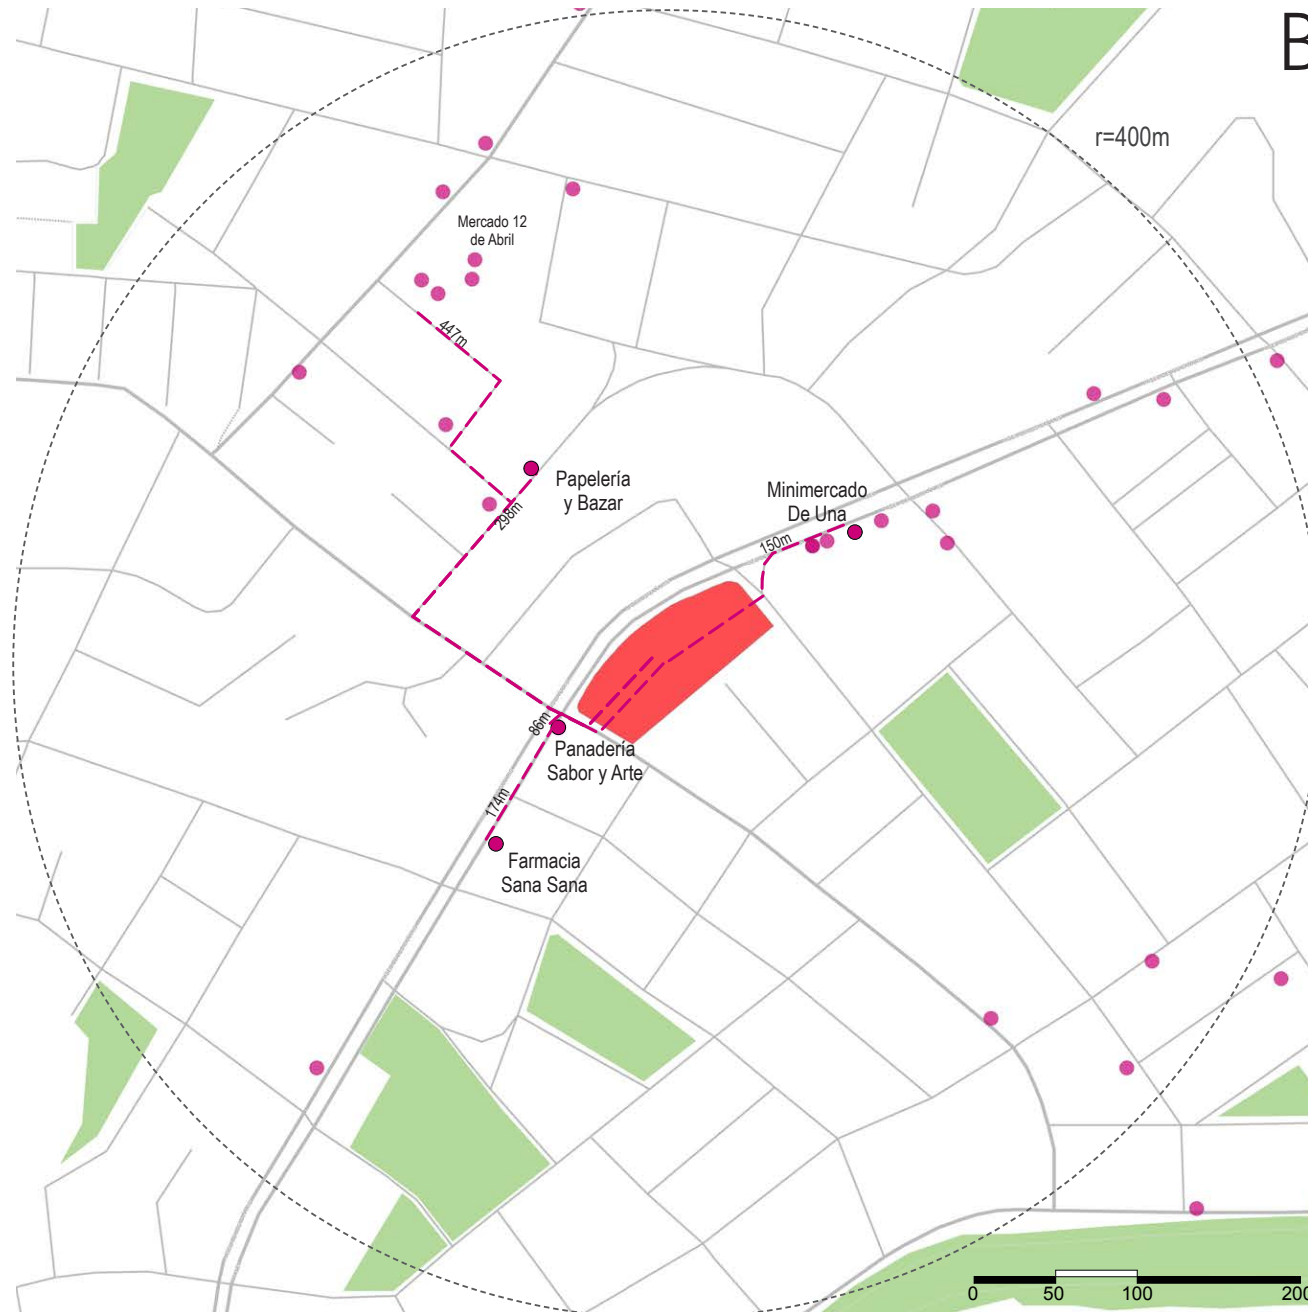 B
r=400m
Mercado 12
de Abril
447m
Papelería
y Bazar
298m
Minimercado
De Una
150m
86m
Panadería
Sabor y Arte
174m
Farmacia
Sana Sana
0 50 100 200